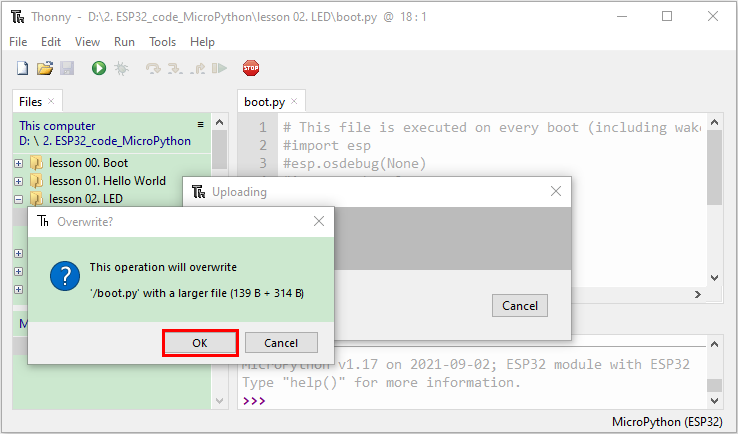 Thonny - D:\2. ESP32_code_MicroPython\lesson 02. LED\boot.py @ 18 : 1
File Edit View Run Tools Help
STOP
Files
This computer
D: \ 2. ESP32_code_MicroPython
lesson 00. Boot
lesson 01. Hello World
lesson 02. LED
boot.py
1 # This file is executed on every boot (including wak
2 #import esp
3 #esp.osdebug(None)
Uploading
Cancel
Overwrite?
This operation will overwrite
'/boot.py' with a larger file (139 B + 314 B)
OK
Cancel
M
MicroPython v1.17 on 2021-09-02; ESP32 module with ESP32
Type "help()" for more information.
>>>
MicroPython (ESP32)